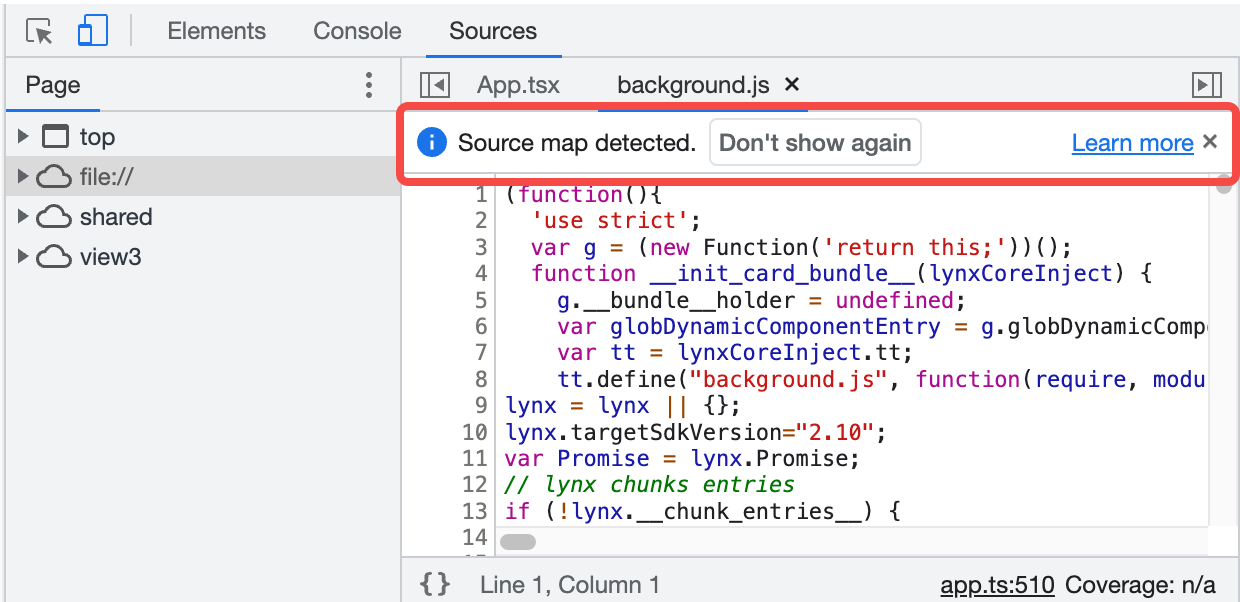 Elements Console Sources
Page
App.tsx background.js ×
top
file://
shared
view3
Source map detected. Don't show again Learn more ×
1 (function(){
2 'use strict';
3 var g = (new Function('return this;'))();
4 function __init_card_bundle__(lynxCoreInject) {
5 g.__bundle__holder = undefined;
6 var globDynamicComponentEntry = g.globDynamicComp
7 var tt = lynxCoreInject.tt;
8 tt.define("background.js", function(require, modu
9 lynx = lynx || {};
10 lynx.targetSdkVersion="2.10";
11 var Promise = lynx.Promise;
12 // lynx chunks entries
13 if (!lynx.__chunk_entries__) {
14
{} Line 1, Column 1 app.ts:510 Coverage: n/a